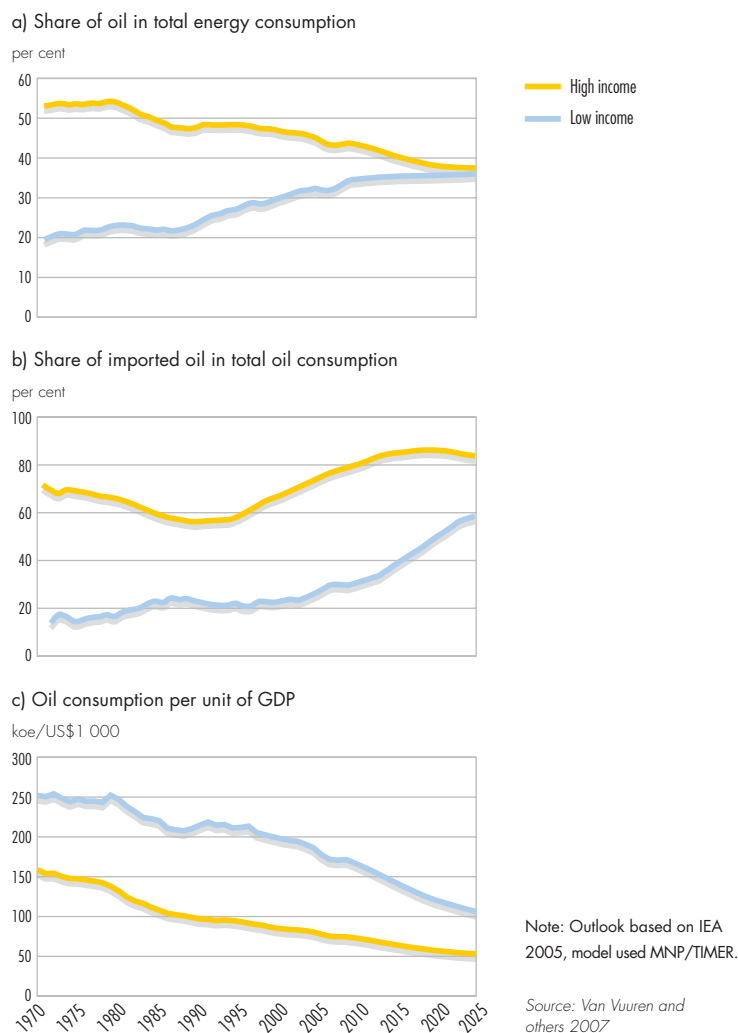 a) Share of oil in total energy consumption
per cent
60
50
40
30
20
10
0
High income
Low income
b) Share of imported oil in total oil consumption
per cent
100
80
60
40
20
0
c) Oil consumption per unit of GDP
koe/US$1 000
300
250
200
150
100
50
0
1970 1975 1980 1985 1990 1995 2000 2005 2010 2015 2020 2025
Note: Outlook based on IEA
2005, model used MNP/TIMER.
Source: Van Vuuren and
others 2007